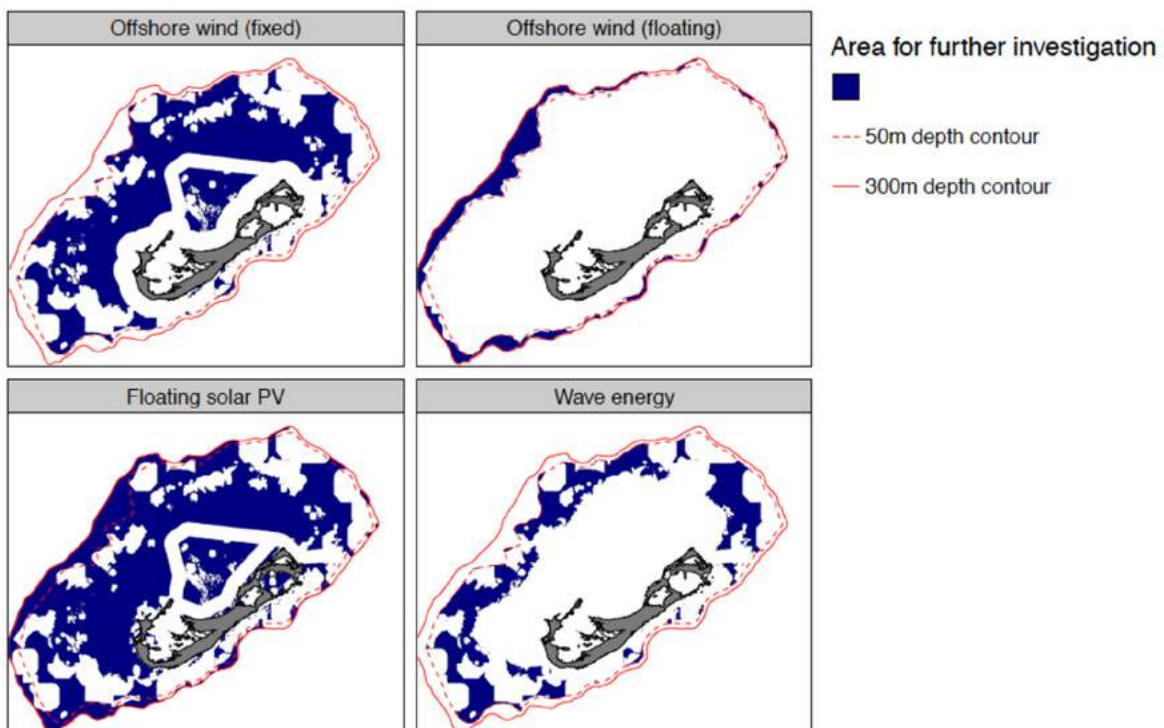 Offshore wind (fixed)
Offshore wind (floating)
Area for further investigation
50m depth contour
300m depth contour
Floating solar PV
Wave energy